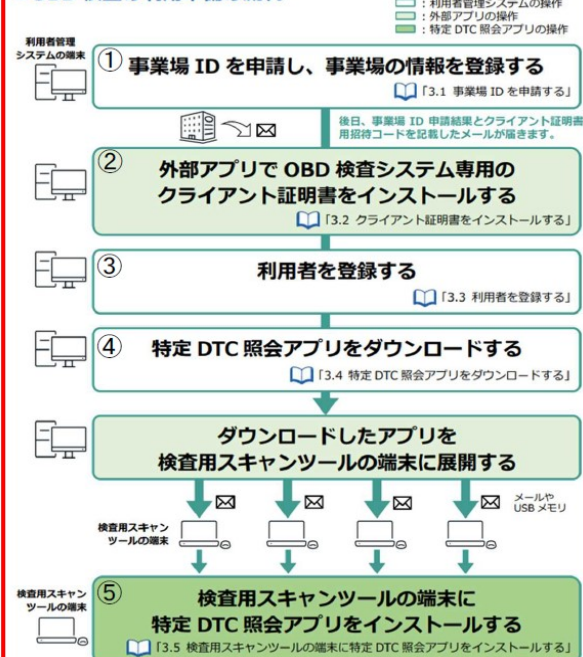 ：利用者管理システムの操作
：外部アプリの操作
：特定 DTC 照会アプリの操作
利用者管理
システムの端末
① 事業場 ID を申請し、事業場の情報を登録する
「3.1 事業場 ID を申請する」
後日、事業場 ID 申請結果とクライアント証明書
用招待コードを記載したメールが届きます。
② 外部アプリで OBD 検査システム専用の
クライアント証明書をインストールする
「3.2 クライアント証明書をインストールする」
③ 利用者を登録する
「3.3 利用者を登録する」
④ 特定 DTC 照会アプリをダウンロードする
「3.4 特定 DTC 照会アプリをダウンロードする」
ダウンロードしたアプリを
検査用スキャンツールの端末に展開する
メールや
USB メモリ
検査用スキャン
ツールの端末
検査用スキャン
ツールの端末
⑤ 検査用スキャンツールの端末に
特定 DTC 照会アプリをインストールする
「3.5 検査用スキャンツールの端末に特定 DTC 照会アプリをインストールする」